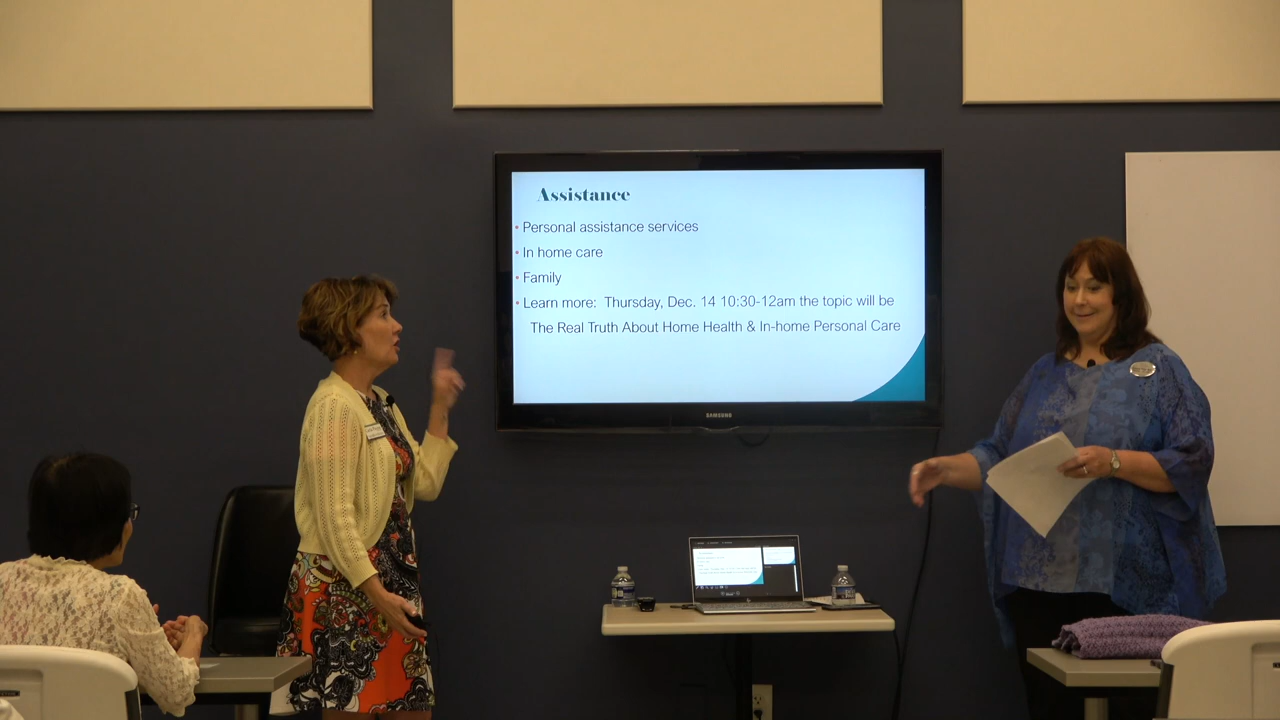 Assistance
• Personal assistance services
• In home care
• Family
• Learn more: Thursday, Dec. 14 10:30-12am the topic will be
The Real Truth About Home Health & In-home Personal Care
SAMSUNG